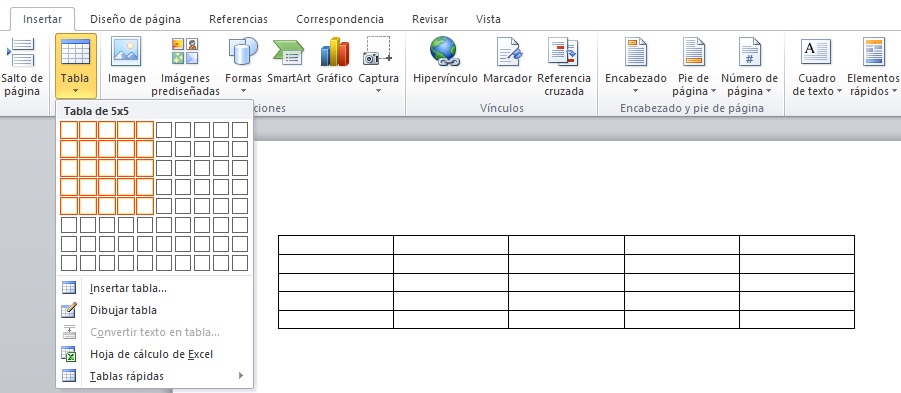 Insertar Diseño de página Referencias Correspondencia Revisar Vista
Salto de página
Tabla
Imagen
Imágenes prediseñadas
Formas
SmartArt
Gráfico
Captura
Hipervínculo
Marcador
Referencia cruzada
Encabezado
Pie de página
Número de página
Cuadro de texto
Elementos rápidos
ciones
Vínculos
Encabezado y pie de página
Tabla de 5x5
Insertar tabla...
Dibujar tabla
Convertir texto en tabla...
Hoja de cálculo de Excel
Tablas rápidas